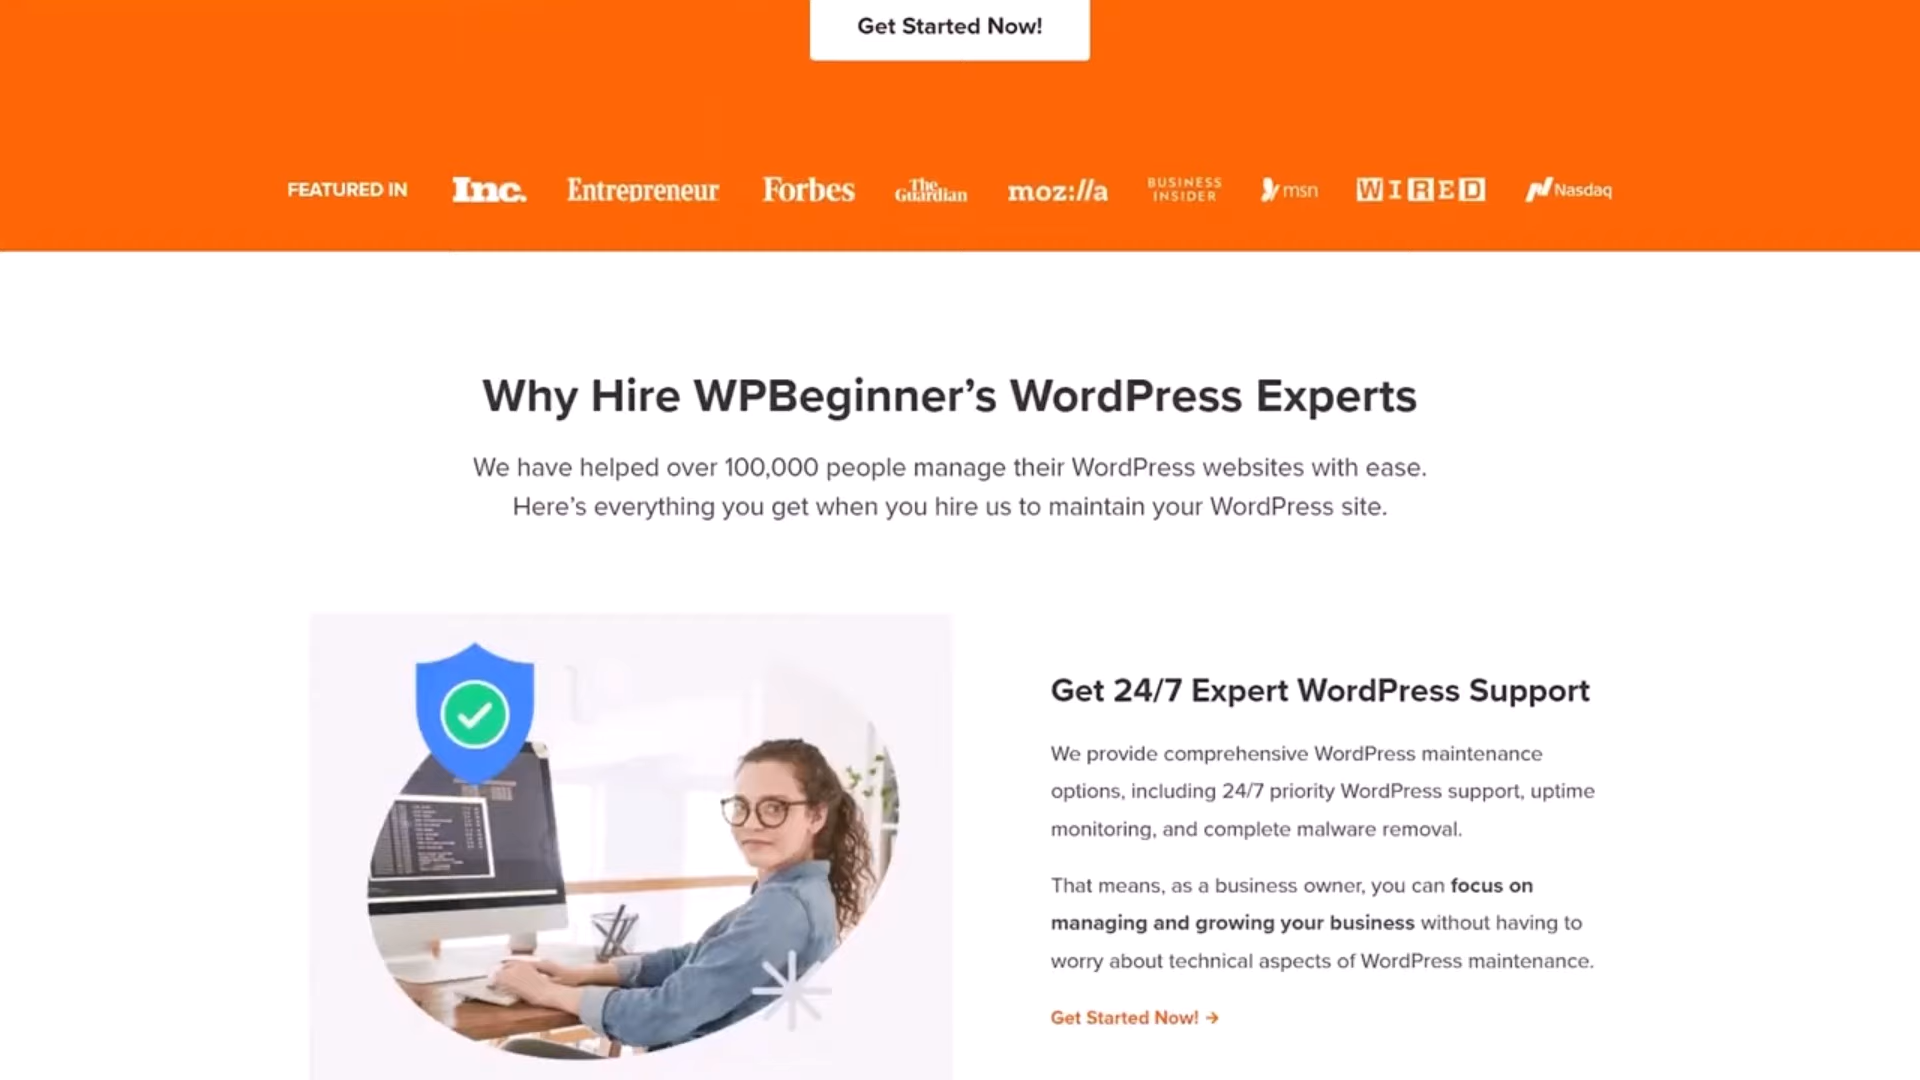 Get Started Now!
FEATURED IN Inc. Entrepreneur Forbes The Guardian moz://a BUSINESS INSIDER msn WIRED Nasdaq
Why Hire WPBeginner’s WordPress Experts
We have helped over 100,000 people manage their WordPress websites with ease.
Here’s everything you get when you hire us to maintain your WordPress site.
Get 24/7 Expert WordPress Support
We provide comprehensive WordPress maintenance
options, including 24/7 priority WordPress support, uptime
monitoring, and complete malware removal.
That means, as a business owner, you can focus on
managing and growing your business without having to
worry about technical aspects of WordPress maintenance.
Get Started Now! →